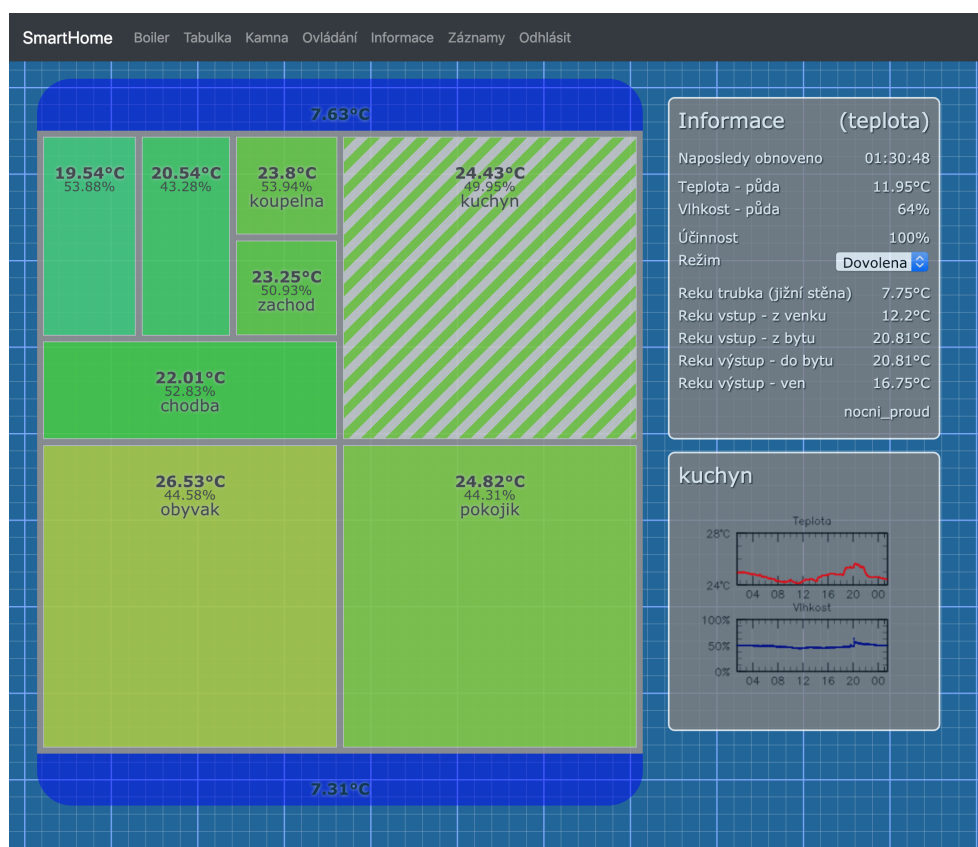 SmartHome Boiler Tabulka Kamna Ovládání Informace Záznamy Odhlásit
7.63°C
19.54°C
53.88%
20.54°C
43.28%
23.8°C
53.94%
koupelna
24.43°C
49.95%
kuchyn
23.25°C
50.93%
zachod
22.01°C
52.83%
chodba
26.53°C
44.58%
obyvak
24.82°C
44.31%
pokojik
7.31°C
Informace (teplota)
Naposledy obnoveno 01:30:48
Teplota - půda 11.95°C
Vlhkost - půda 64%
Účinnost 100%
Režim Dovolena
Reku trubka (jižní stěna) 7.75°C
Reku vstup - z venku 12.2°C
Reku vstup - z bytu 20.81°C
Reku výstup - do bytu 20.81°C
Reku výstup - ven 16.75°C
nocni_proud
kuchyn
Teplota
28°C
24°C
04 08 12 16 20 00
Vlhkost
100%
50%
0%
04 08 12 16 20 00